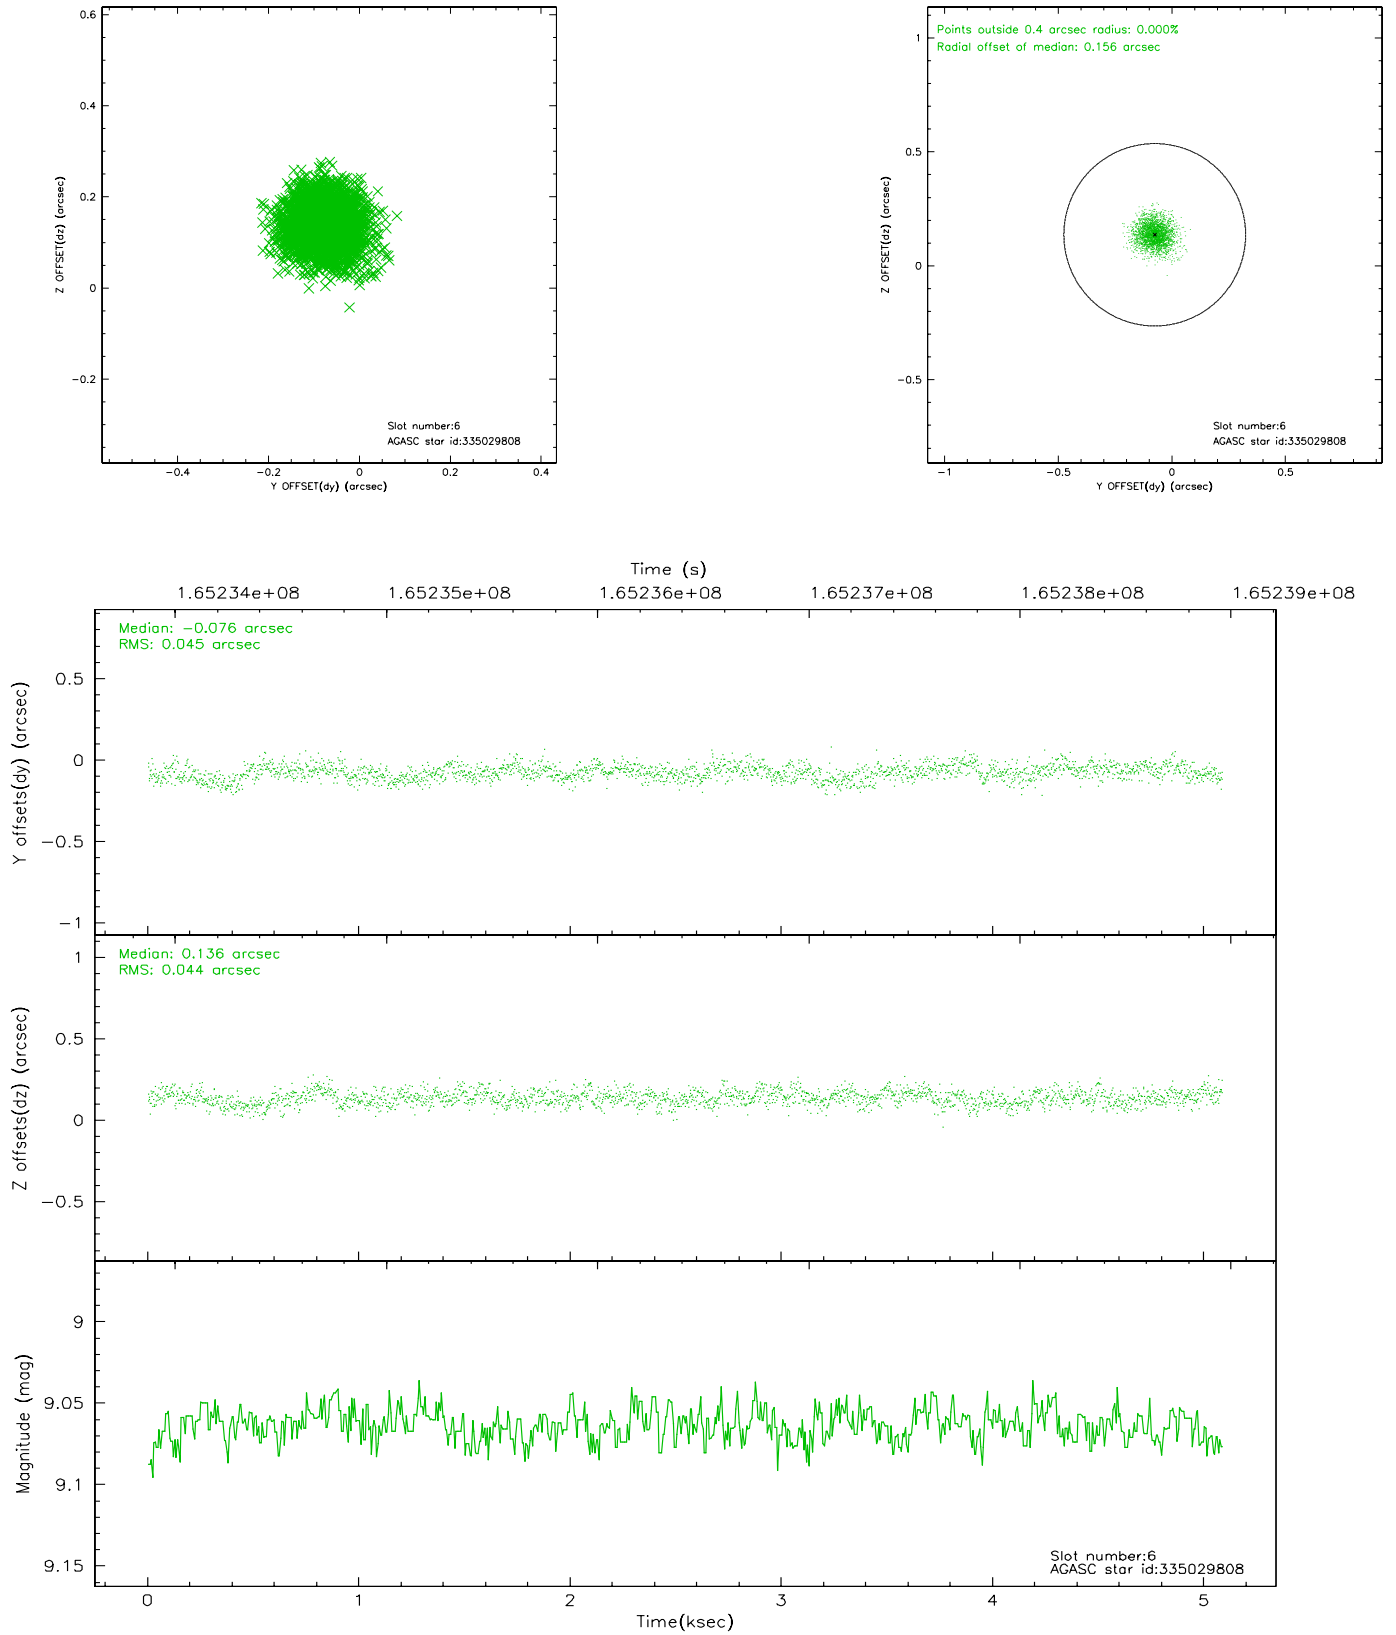 0.6
0.4
0.2
0
−0.2
Z OFFSET(dz) (arcsec)
Slot number:6
AGASC star id:335029808
−0.4 −0.2 0 0.2 0.4
Y OFFSET(dy) (arcsec)
Points outside 0.4 arcsec radius: 0.000%
Radial offset of median: 0.156 arcsec
1
0.5
0
−0.5
Z OFFSET(dz) (arcsec)
Slot number:6
AGASC star id:335029808
−1 −0.5 0 0.5
Y OFFSET(dy) (arcsec)
Time (s)
1.65234e+08 1.65235e+08 1.65236e+08 1.65237e+08 1.65238e+08 1.65239e+08
Median: −0.076 arcsec
RMS: 0.045 arcsec
0.5
0
−0.5
−1
Y offsets(dy) (arcsec)
Median: 0.136 arcsec
RMS: 0.044 arcsec
1
0.5
0
−0.5
Z offsets(dz) (arcsec)
9
9.05
9.1
9.15
Magnitude (mag)
Slot number:6
AGASC star id:335029808
0 1 2 3 4 5
Time(ksec)